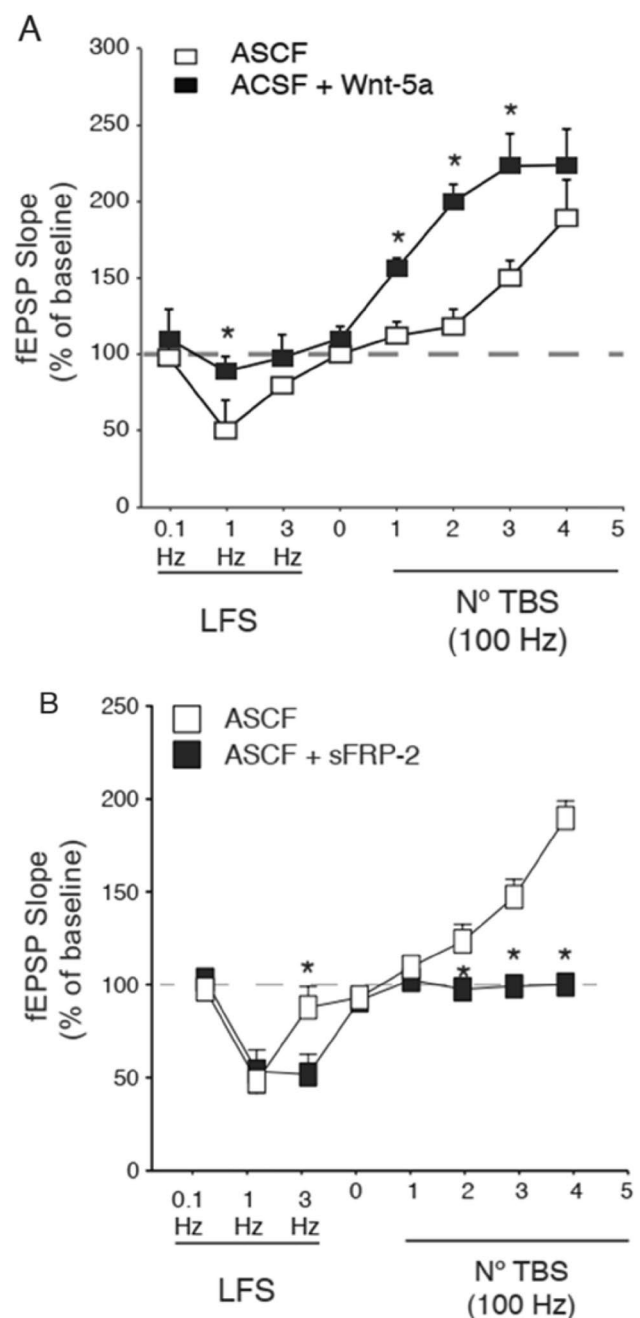 A
300
ASCF
ACSF + Wnt-5a
250
*
*
200
*
fEPSP Slope
(% of baseline)
150
*
100
50
0
0.1 1 3 0 1 2 3 4 5
Hz Hz Hz
LFS
Nº TBS
(100 Hz)
B
250
ASCF
ASCF + sFRP-2
200
fEPSP Slope
(% of baseline)
150
* * * *
100
50
0
0.1 1 3 0 1 2 3 4 5
Hz Hz Hz
LFS
Nº TBS
(100 Hz)